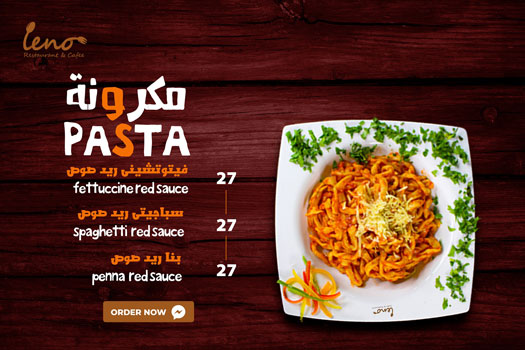 Leno
Restaurant & Cafe
مكرونة
PASTA
فيتوتشيني ريد صوص
fettuccine red sauce
27
سباجيتي ريد صوص
spaghetti red sauce
27
بنا ريد صوص
penna red sauce
27
ORDER NOW
Leno